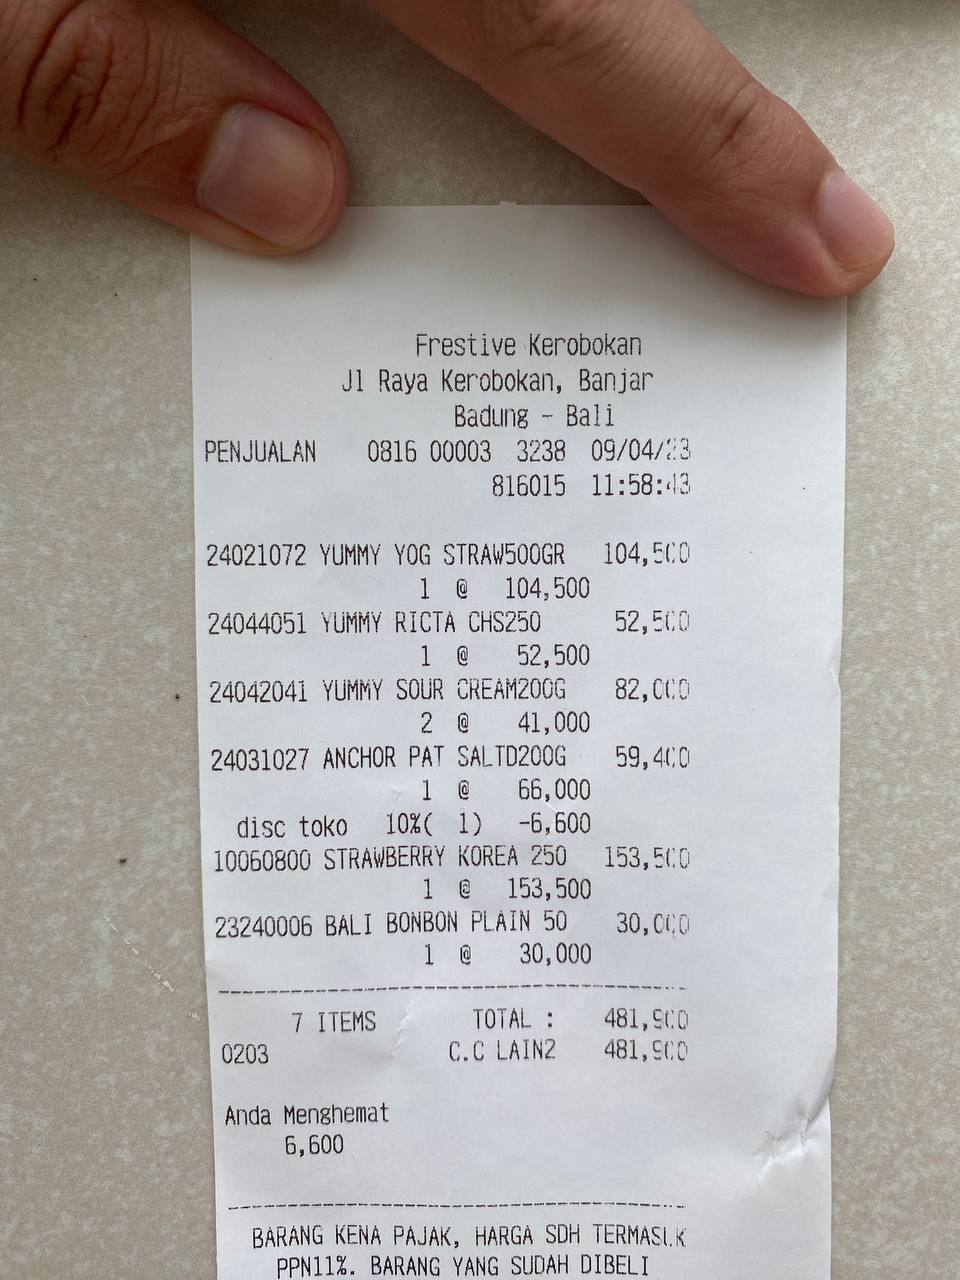 Frestive Kerobokan
Jl Raya Kerobokan, Banjar
Badung - Bali
PENJUALAN 0816 00003 3238 09/04/23
816015 11:58:43
24021072 YUMMY YOG STRAW500GR 104,500
1 @ 104,500
24044051 YUMMY RICTA CHS250 52,500
1 @ 52,500
24042041 YUMMY SOUR CREAM200G 82,000
2 @ 41,000
24031027 ANCHOR PAT SALTD200G 59,400
1 @ 66,000
disc toko 10%( 1) -6,600
10060800 STRAWBERRY KOREA 250 153,500
1 @ 153,500
23240006 BALI BONBON PLAIN 50 30,000
1 @ 30,000
7 ITEMS TOTAL : 481,900
0203 C.C LAIN2 481,900
Anda Menghemat
6,600
BARANG KENA PAJAK, HARGA SDH TERMASUK
PPN11%. BARANG YANG SUDAH DIBELI